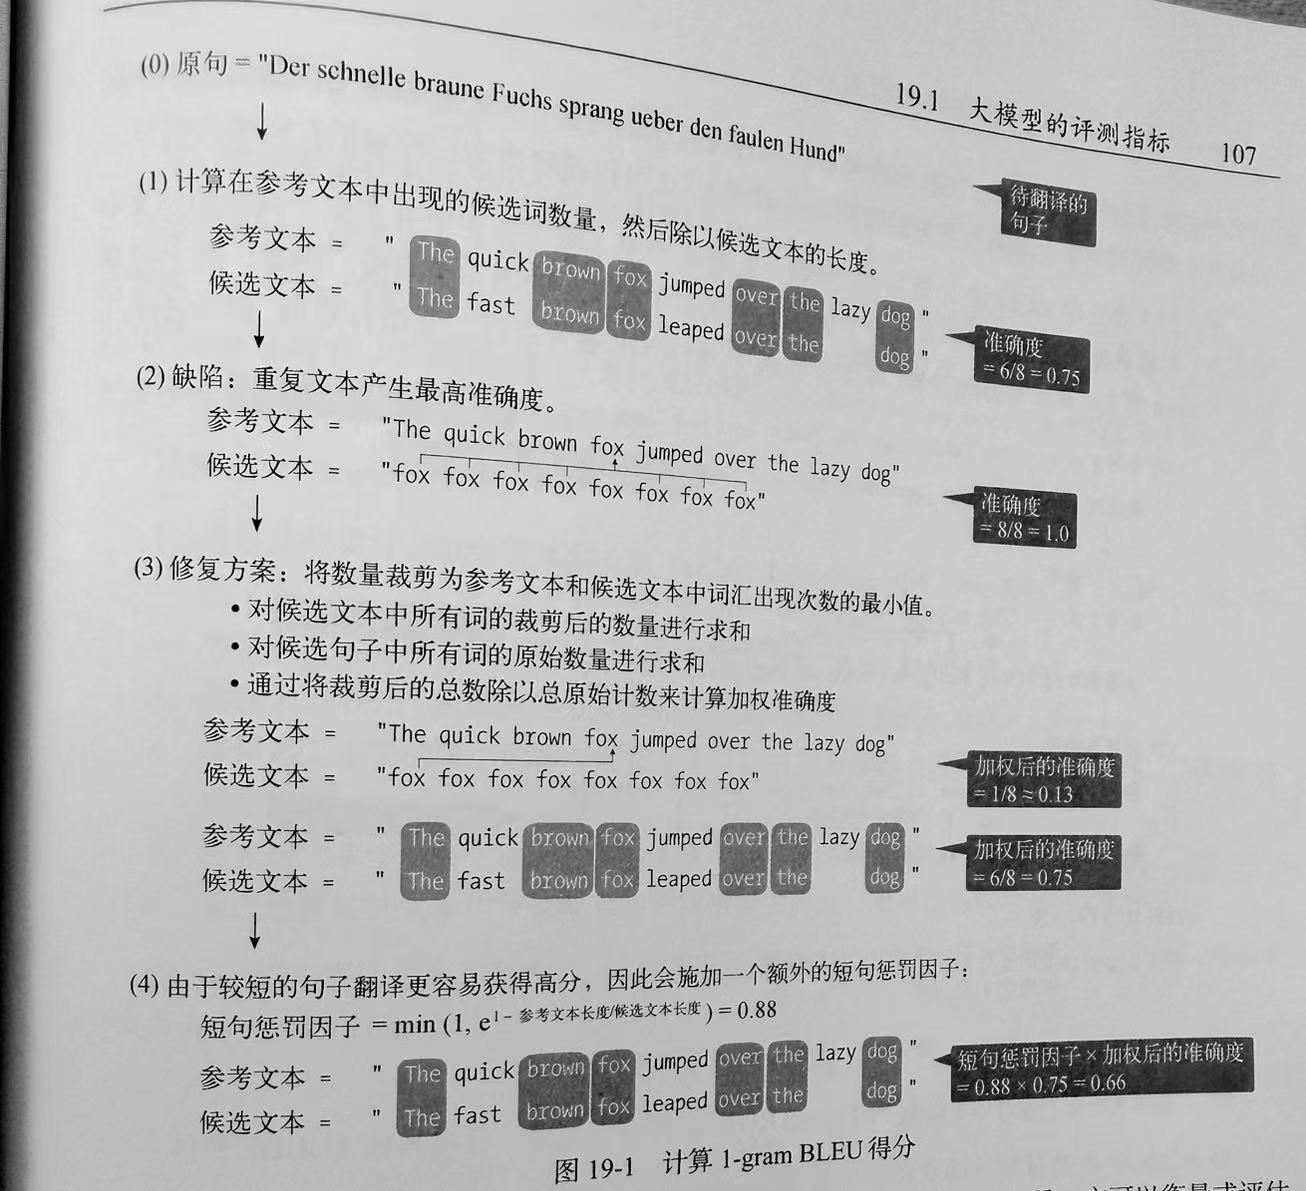 19.1 大模型的评测指标 107
(0) 原句 = "Der schnelle braune Fuchs sprang ueber den faulen Hund"
待翻译的
句子
(1) 计算在参考文本中出现的候选词数量，然后除以候选文本的长度。
参考文本 = " The quick brown fox jumped over the lazy dog "
候选文本 = " The fast brown fox leaped over the dog "
准确度
= 6/8 = 0.75
(2) 缺陷：重复文本产生最高准确度。
参考文本 = "The quick brown fox jumped over the lazy dog"
候选文本 = "fox fox fox fox fox fox fox fox"
准确度
= 8/8 = 1.0
(3) 修复方案：将数量裁剪为参考文本和候选文本中词汇出现次数的最小值。
• 对候选文本中所有词的裁剪后的数量进行求和
• 对候选句子中所有词的原始数量进行求和
• 通过将裁剪后的总数除以总原始计数来计算加权准确度
参考文本 = "The quick brown fox jumped over the lazy dog"
候选文本 = "fox fox fox fox fox fox fox fox"
加权后的准确度
= 1/8 ≈ 0.13
参考文本 = " The quick brown fox jumped over the lazy dog "
候选文本 = " The fast brown fox leaped over the dog "
加权后的准确度
= 6/8 = 0.75
(4) 由于较短的句子翻译更容易获得高分，因此会施加一个额外的短句惩罚因子：
短句惩罚因子 = min (1, e^1− 参考文本长度/候选文本长度) = 0.88
参考文本 = " The quick brown fox jumped over the lazy dog "
候选文本 = " The fast brown fox leaped over the dog "
短句惩罚因子 × 加权后的准确度
= 0.88 × 0.75 = 0.66
图 19-1 计算 1-gram BLEU 得分